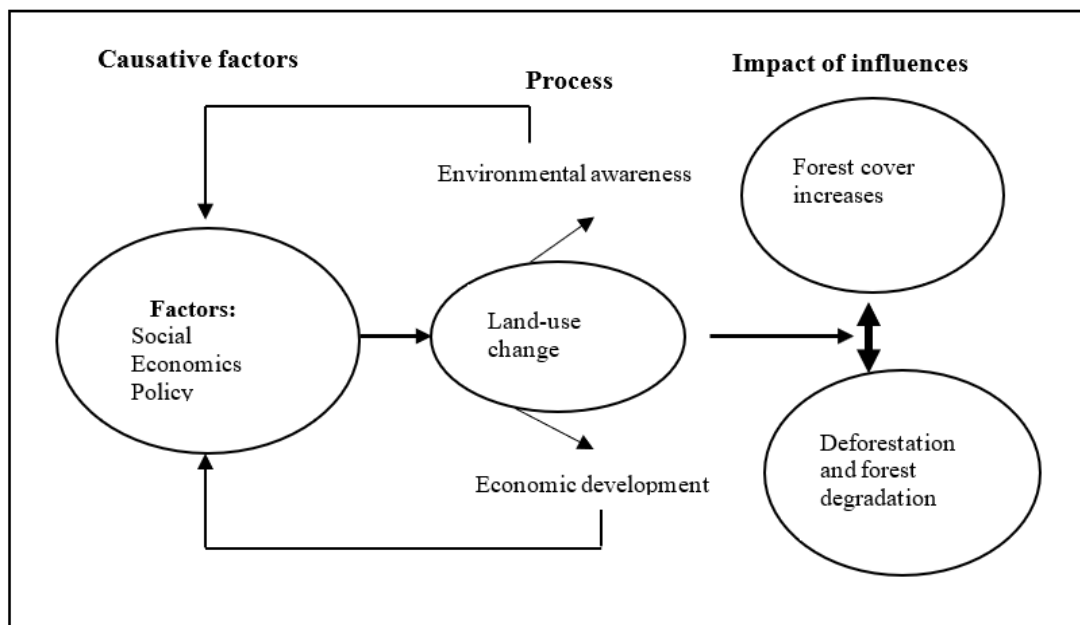 Causative factors
Process
Impact of influences
Environmental awareness
Forest cover
increases
Factors:
Social
Economics
Policy
Land-use
change
Economic development
Deforestation
and forest
degradation